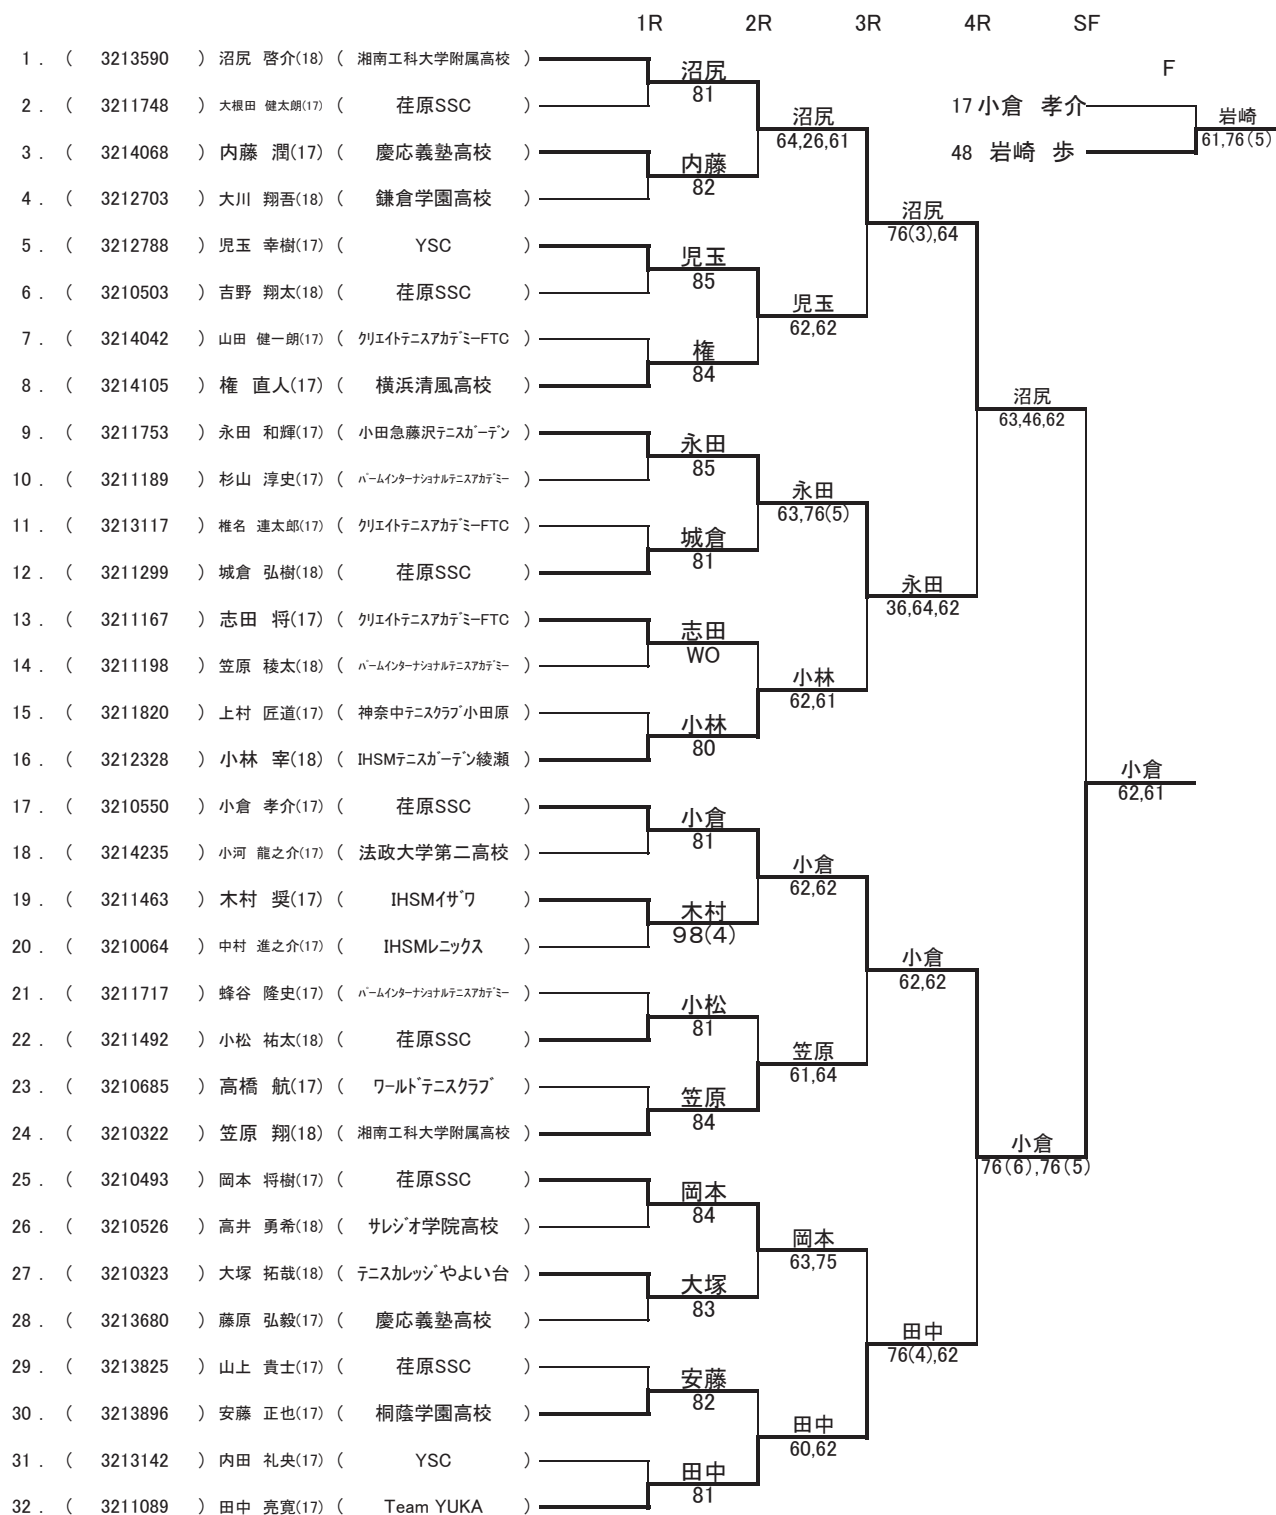 1R 2R 3R 4R SF
F
1 . ( 3213590 ) 沼尻 啓介(18) ( 湘南工科大学附属高校 )
2 . ( 3211748 ) 大根田 健太朗(17) ( 荏原SSC )
3 . ( 3214068 ) 内藤 潤(17) ( 慶応義塾高校 )
4 . ( 3212703 ) 大川 翔吾(18) ( 鎌倉学園高校 )
5 . ( 3212788 ) 児玉 幸樹(17) ( YSC )
6 . ( 3210503 ) 吉野 翔太(18) ( 荏原SSC )
7 . ( 3214042 ) 山田 健一朗(17) ( クリエイトテニスアカデミーFTC )
8 . ( 3214105 ) 権 直人(17) ( 横浜清風高校 )
9 . ( 3211753 ) 永田 和輝(17) ( 小田急藤沢テニスガーデン )
10 . ( 3211189 ) 杉山 淳史(17) ( パームインターナショナルテニスアカデミー )
11 . ( 3213117 ) 椎名 連太郎(17) ( クリエイトテニスアカデミーFTC )
12 . ( 3211299 ) 城倉 弘樹(18) ( 荏原SSC )
13 . ( 3211167 ) 志田 将(17) ( クリエイトテニスアカデミーFTC )
14 . ( 3211198 ) 笠原 稜太(18) ( パームインターナショナルテニスアカデミー )
15 . ( 3211820 ) 上村 匠道(17) ( 神奈中テニスクラブ小田原 )
16 . ( 3212328 ) 小林 宰(18) ( IHSMテニスガーデン綾瀬 )
17 . ( 3210550 ) 小倉 孝介(17) ( 荏原SSC )
18 . ( 3214235 ) 小河 龍之介(17) ( 法政大学第二高校 )
19 . ( 3211463 ) 木村 奨(17) ( IHSMイザワ )
20 . ( 3210064 ) 中村 進之介(17) ( IHSMレニックス )
21 . ( 3211717 ) 蜂谷 隆史(17) ( パームインターナショナルテニスアカデミー )
22 . ( 3211492 ) 小松 祐太(18) ( 荏原SSC )
23 . ( 3210685 ) 高橋 航(17) ( ワールドテニスクラブ )
24 . ( 3210322 ) 笠原 翔(18) ( 湘南工科大学附属高校 )
25 . ( 3210493 ) 岡本 将樹(17) ( 荏原SSC )
26 . ( 3210526 ) 高井 勇希(18) ( サレジオ学院高校 )
27 . ( 3210323 ) 大塚 拓哉(18) ( テニスカレッジやよい台 )
28 . ( 3213680 ) 藤原 弘毅(17) ( 慶応義塾高校 )
29 . ( 3213825 ) 山上 貴士(17) ( 荏原SSC )
30 . ( 3213896 ) 安藤 正也(17) ( 桐蔭学園高校 )
31 . ( 3213142 ) 内田 礼央(17) ( YSC )
32 . ( 3211089 ) 田中 亮寛(17) ( Team YUKA )
沼尻
81
内藤
82
児玉
85
権
84
永田
85
城倉
81
志田
WO
小林
80
小倉
81
木村
98(4)
小松
81
笠原
84
岡本
84
大塚
83
安藤
82
田中
81
沼尻
64,26,61
児玉
62,62
永田
63,76(5)
小林
62,61
小倉
62,62
笠原
61,64
岡本
63,75
田中
60,62
沼尻
76(3),64
永田
36,64,62
小倉
62,62
田中
76(4),62
沼尻
63,46,62
小倉
76(6),76(5)
小倉
62,61
17 小倉 孝介
48 岩崎 歩
岩崎
61,76(5)